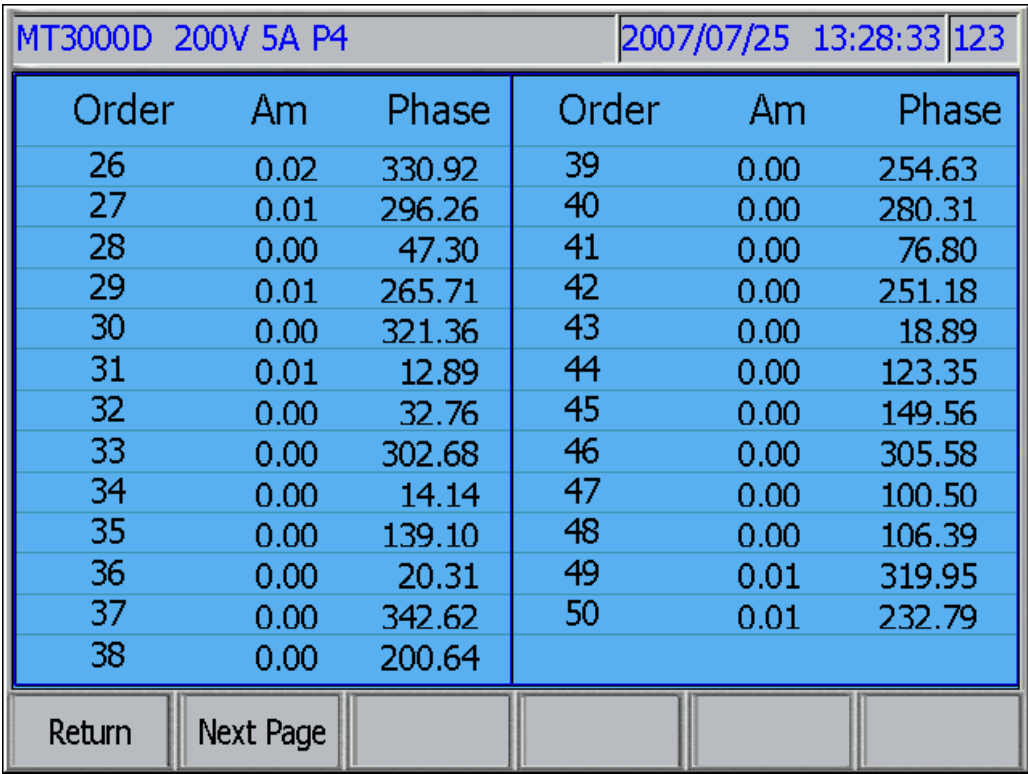 MT3000D 200V 5A P4 2007/07/25 13:28:33 123
Order Am Phase Order Am Phase
26 0.02 330.92 39 0.00 254.63
27 0.01 296.26 40 0.00 280.31
28 0.00 47.30 41 0.00 76.80
29 0.01 265.71 42 0.00 251.18
30 0.00 321.36 43 0.00 18.89
31 0.01 12.89 44 0.00 123.35
32 0.00 32.76 45 0.00 149.56
33 0.00 302.68 46 0.00 305.58
34 0.00 14.14 47 0.00 100.50
35 0.00 139.10 48 0.00 106.39
36 0.00 20.31 49 0.01 319.95
37 0.00 342.62 50 0.01 232.79
38 0.00 200.64
Return Next Page